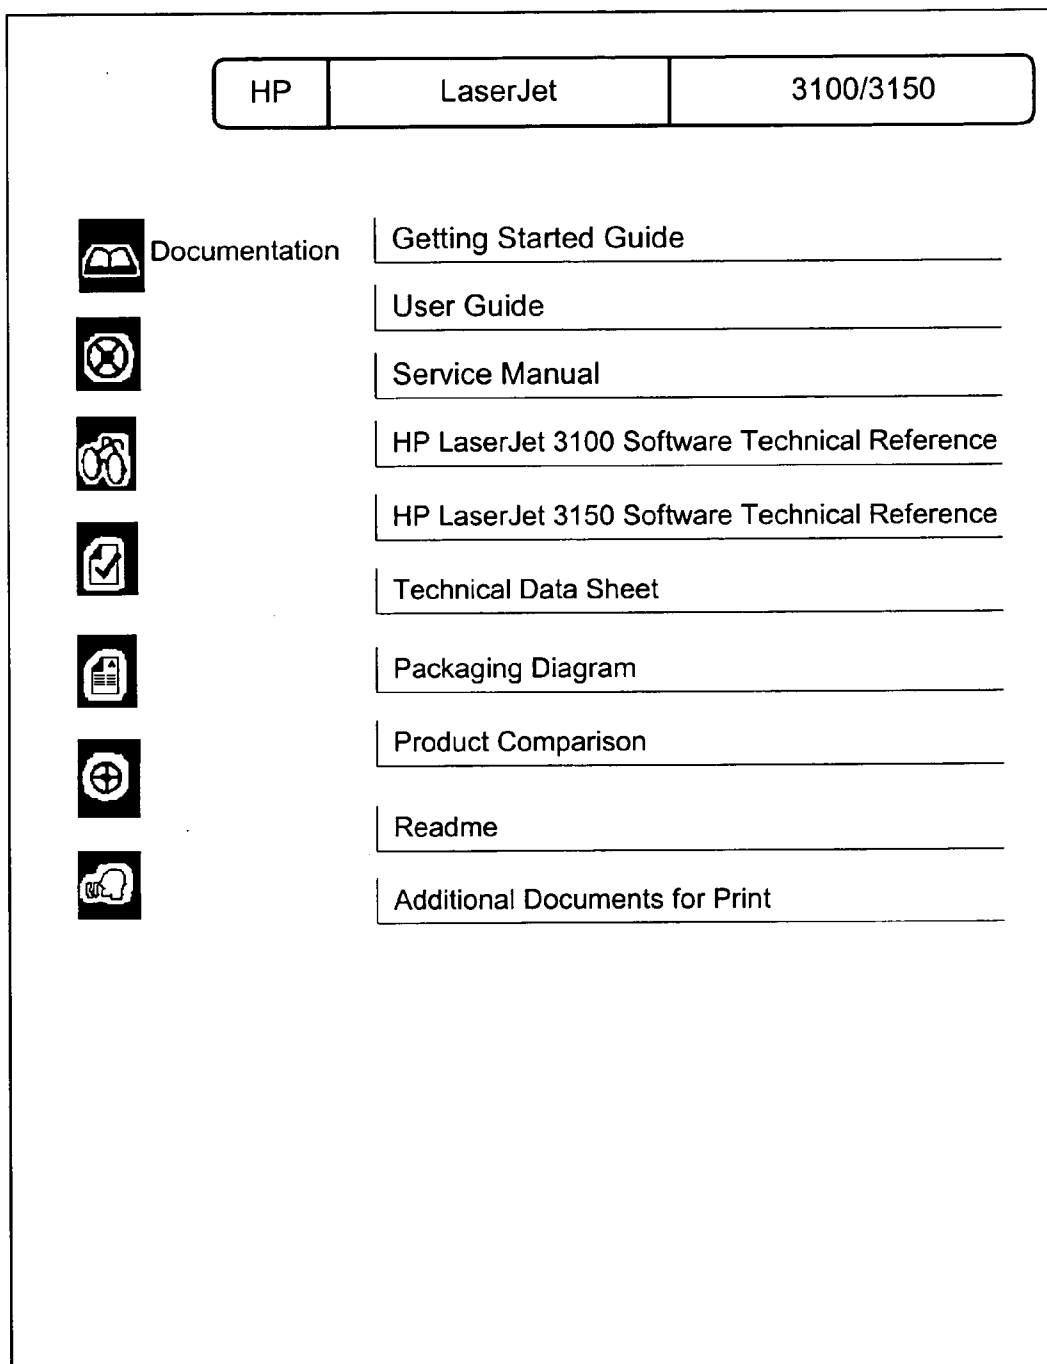 HP LaserJet 3100/3150
Documentation
Getting Started Guide
User Guide
Service Manual
HP LaserJet 3100 Software Technical Reference
HP LaserJet 3150 Software Technical Reference
Technical Data Sheet
Packaging Diagram
Product Comparison
Readme
Additional Documents for Print